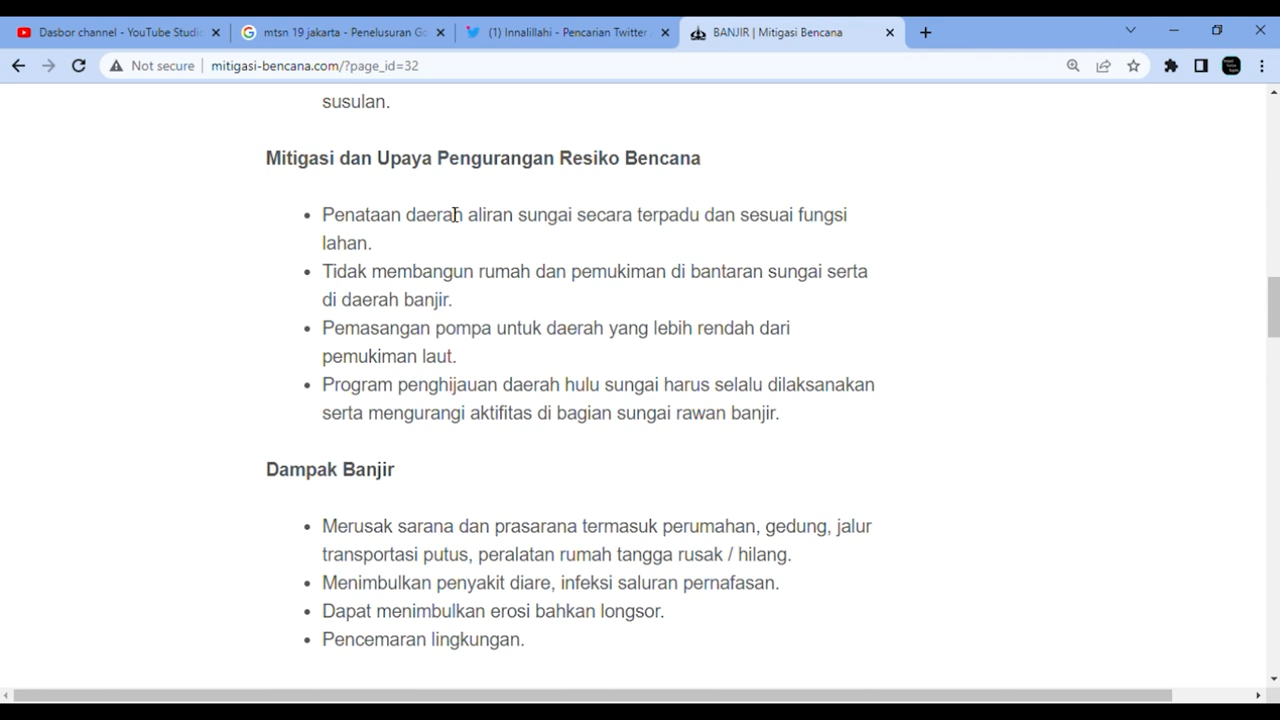 Dasbor channel - YouTube Studio
mtsn 19 jakarta - Penelusuran Go
(1) Innalillahi - Pencarian Twitter
BANJIR | Mitigasi Bencana
Not secure
mitigasi-bencana.com/?page_id=32
susulan.
Mitigasi dan Upaya Pengurangan Resiko Bencana
• Penataan daerah aliran sungai secara terpadu dan sesuai fungsi
lahan.
• Tidak membangun rumah dan pemukiman di bantaran sungai serta
di daerah banjir.
• Pemasangan pompa untuk daerah yang lebih rendah dari
pemukiman laut.
• Program penghijauan daerah hulu sungai harus selalu dilaksanakan
serta mengurangi aktifitas di bagian sungai rawan banjir.
Dampak Banjir
• Merusak sarana dan prasarana termasuk perumahan, gedung, jalur
transportasi putus, peralatan rumah tangga rusak / hilang.
• Menimbulkan penyakit diare, infeksi saluran pernafasan.
• Dapat menimbulkan erosi bahkan longsor.
• Pencemaran lingkungan.